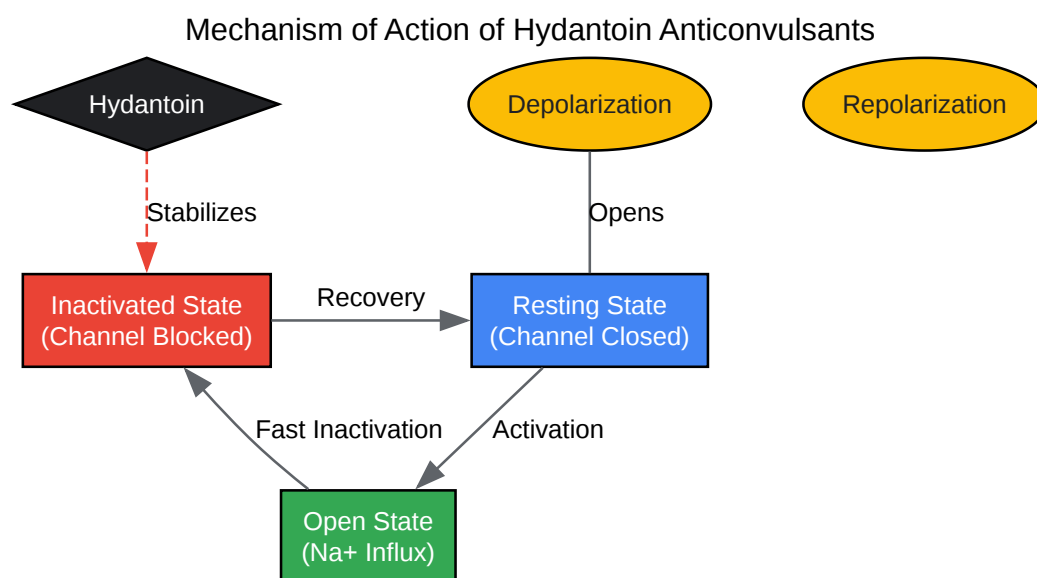 Mechanism of Action of Hydantoin Anticonvulsants
Hydantoin
Depolarization
Repolarization
Stabilizes
Opens
Inactivated State
(Channel Blocked)
Recovery
Resting State
(Channel Closed)
Fast Inactivation
Activation
Open State
(Na+ Influx)